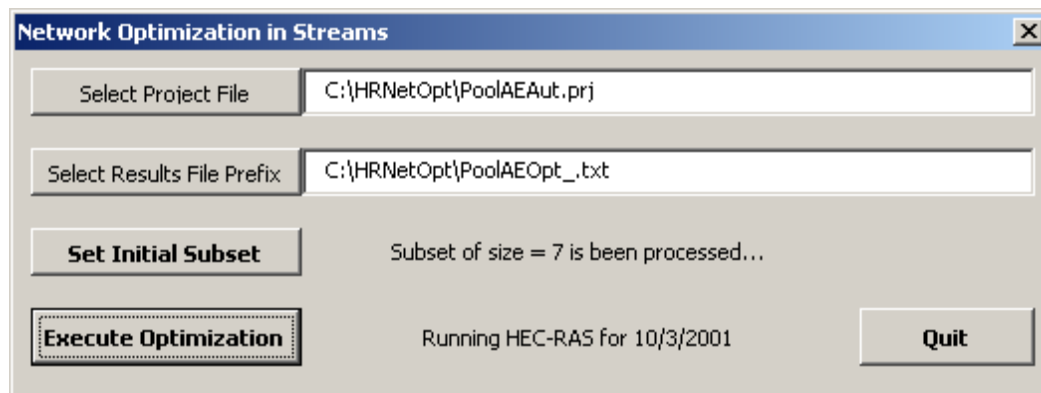 Network Optimization in Streams
Select Project File C:\HRNetOpt\PoolAEAut.prj
Select Results File Prefix C:\HRNetOpt\PoolAEOpt_.txt
Set Initial Subset Subset of size = 7 is been processed...
Execute Optimization Running HEC-RAS for 10/3/2001 Quit